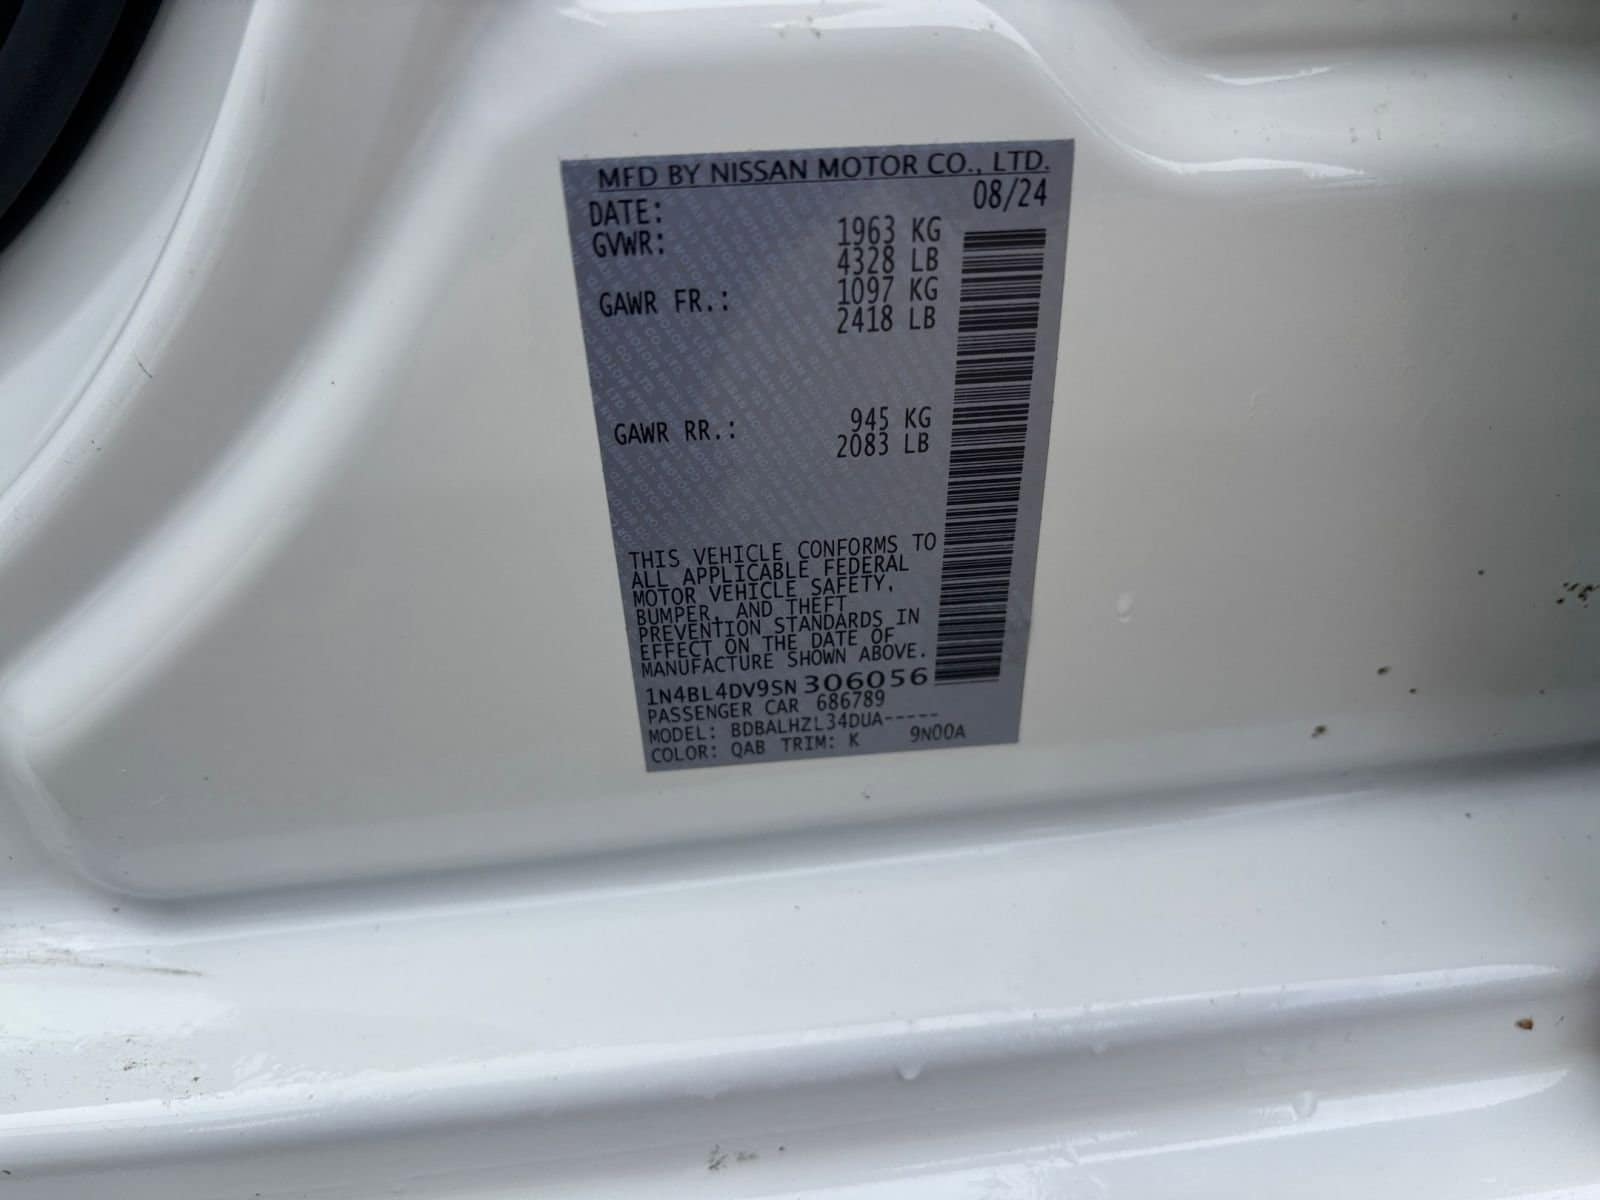 MFD BY NISSAN MOTOR CO., LTD.
DATE: 08/24
GVWR: 1963 KG
4328 LB
GAWR FR.: 1097 KG
2418 LB
GAWR RR.: 945 KG
2083 LB
THIS VEHICLE CONFORMS TO
ALL APPLICABLE FEDERAL
MOTOR VEHICLE SAFETY,
BUMPER, AND THEFT
PREVENTION STANDARDS IN
EFFECT ON THE DATE OF
MANUFACTURE SHOWN ABOVE.
1N4BL4DV9SN306056
PASSENGER CAR 686789
MODEL: BDBALHZL34DUA-----
COLOR: QAB TRIM: K 9N00A